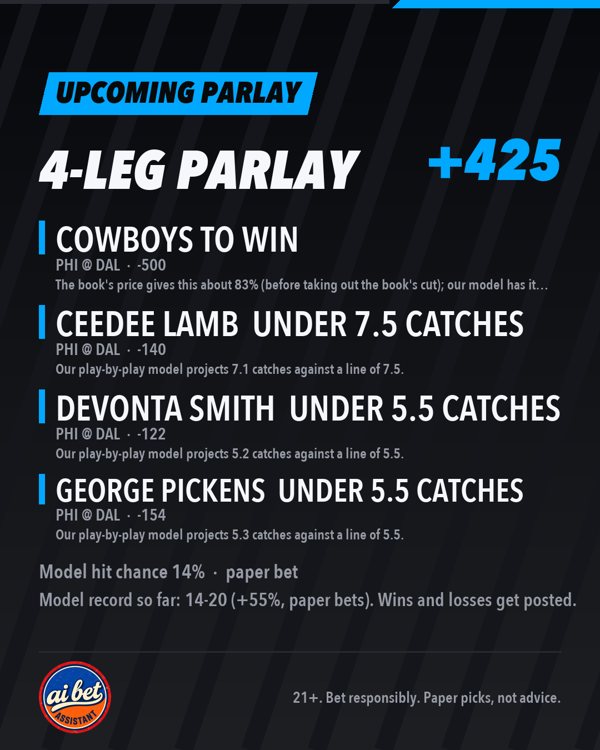 UPCOMING PARLAY
4-LEG PARLAY +425
COWBOYS TO WIN
PHI @ DAL · -500
The book's price gives this about 83% (before taking out the book's cut); our model has it…
CEEDEE LAMB UNDER 7.5 CATCHES
PHI @ DAL · -140
Our play-by-play model projects 7.1 catches against a line of 7.5.
DEVONTA SMITH UNDER 5.5 CATCHES
PHI @ DAL · -122
Our play-by-play model projects 5.2 catches against a line of 5.5.
GEORGE PICKENS UNDER 5.5 CATCHES
PHI @ DAL · -154
Our play-by-play model projects 5.3 catches against a line of 5.5.
Model hit chance 14% · paper bet
Model record so far: 14-20 (+55%, paper bets). Wins and losses get posted.
ai bet
ASSISTANT
21+. Bet responsibly. Paper picks, not advice.